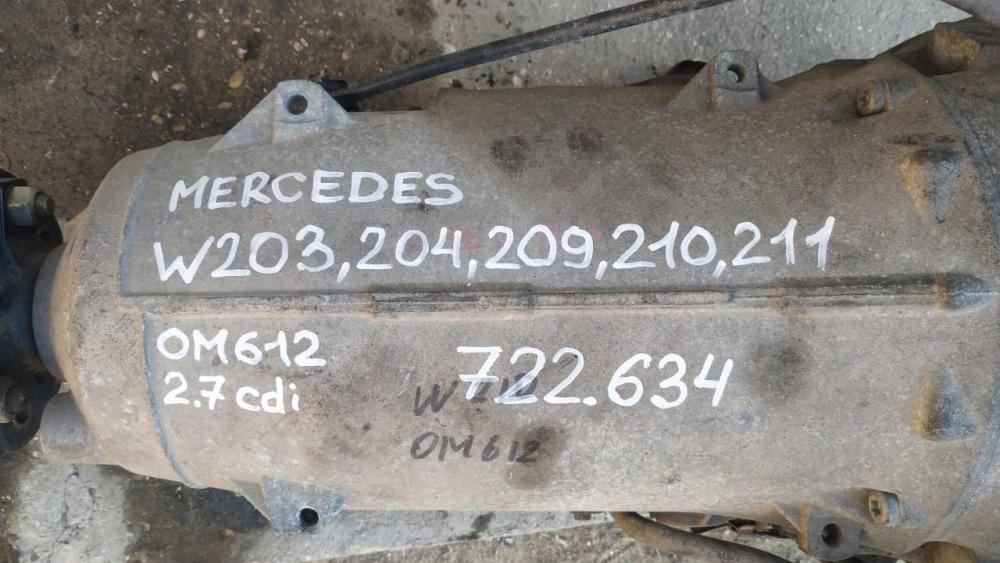 MERCEDES
W203,204,209,210,211
OM612
2.7 cdi
722.634
OM612